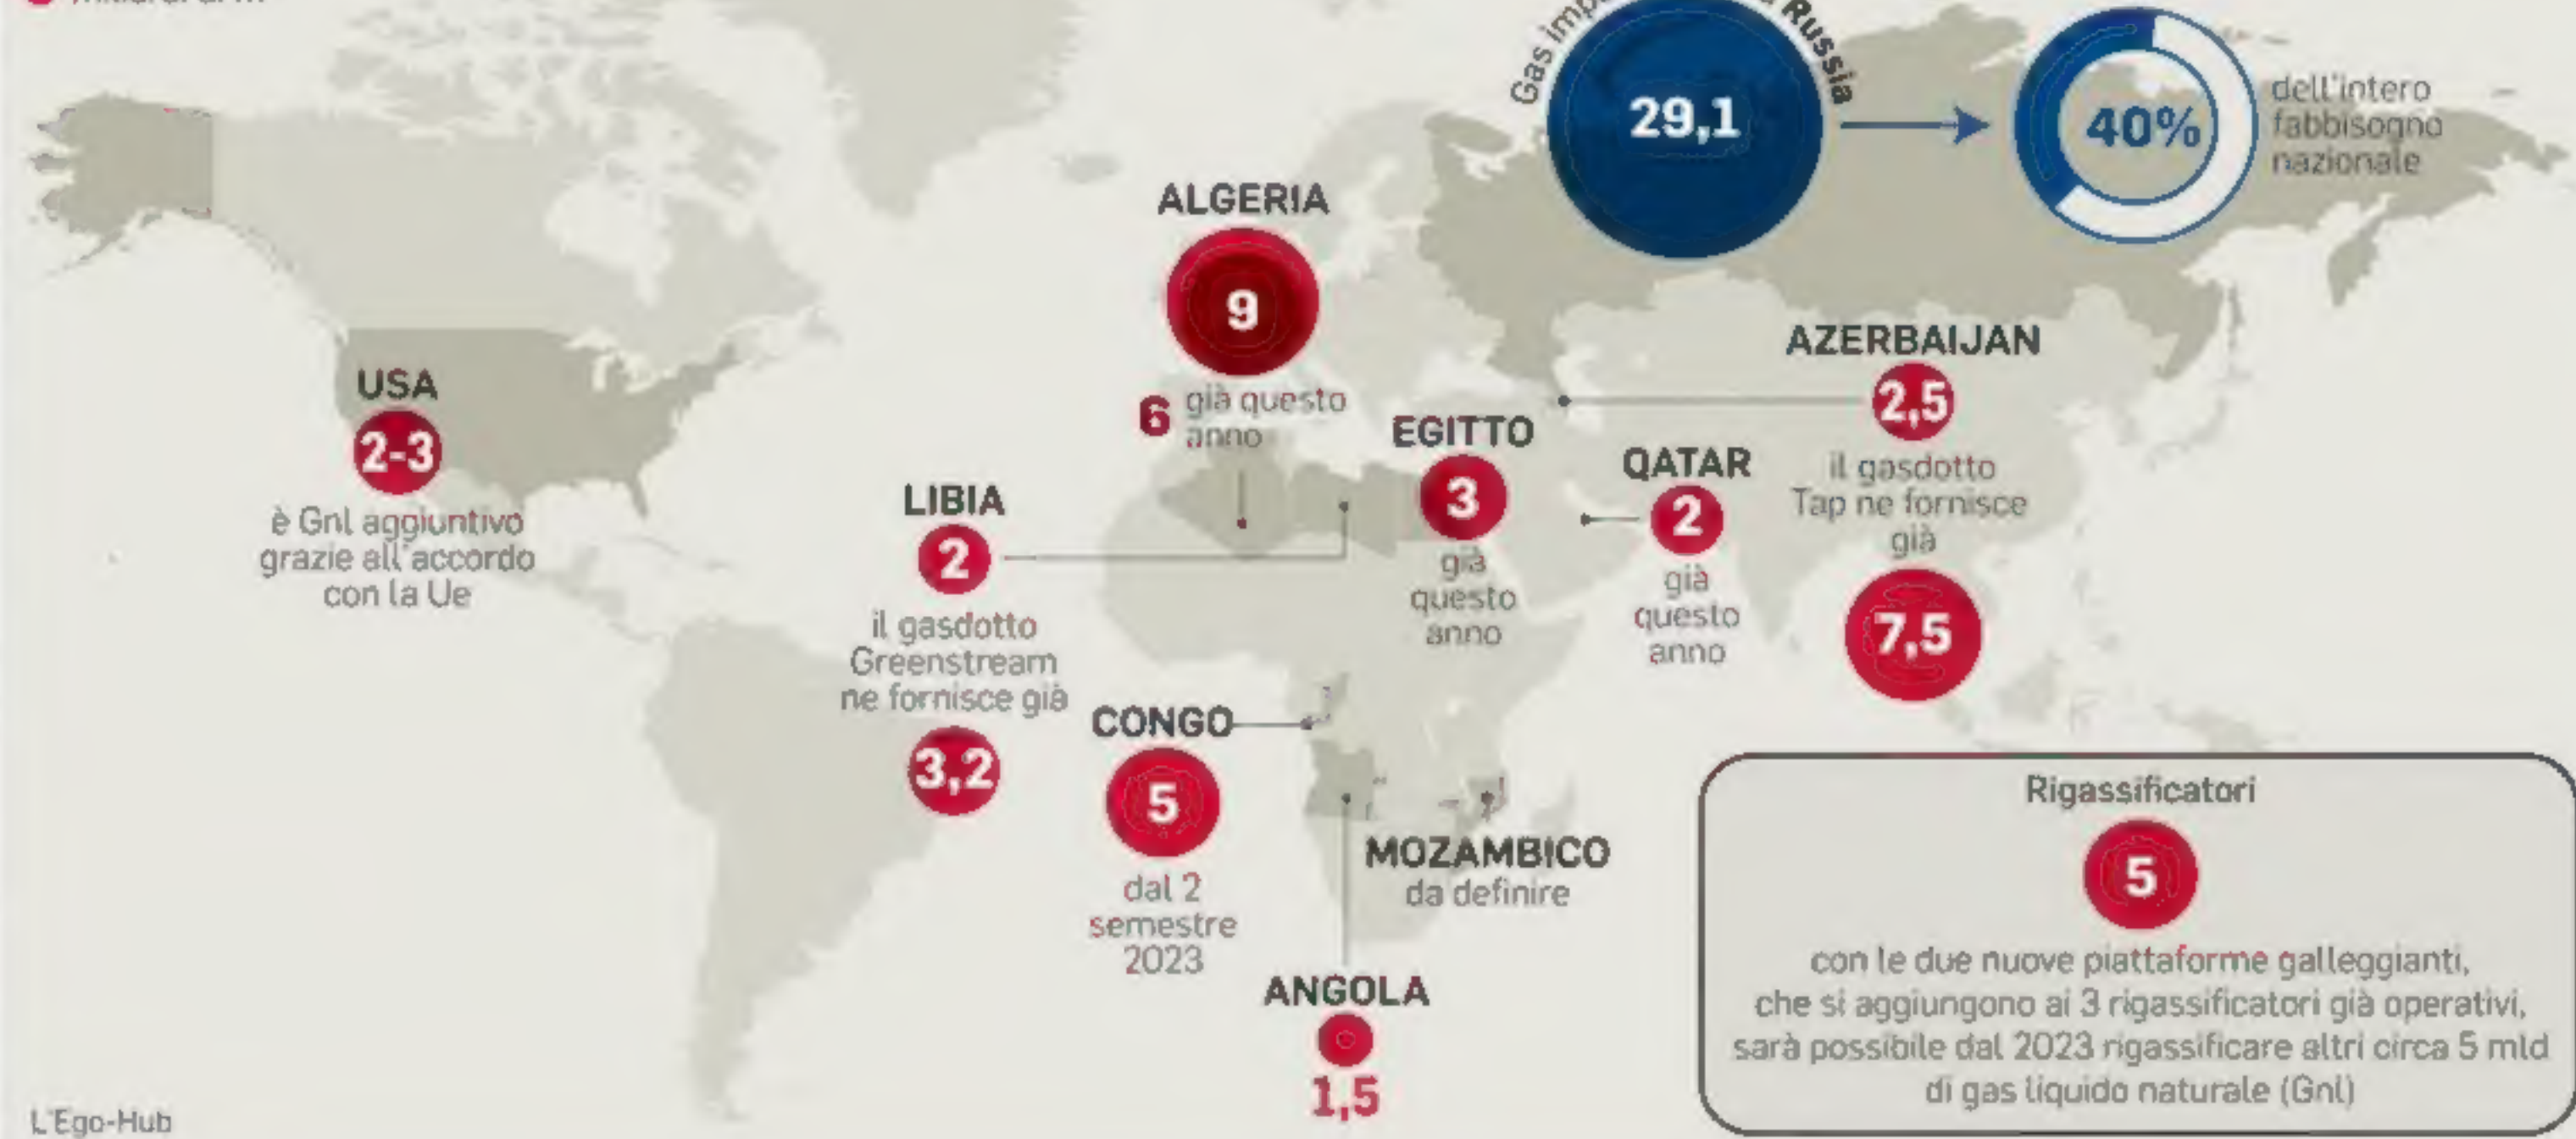 Gas
Russia
29,1
40%
dell'intero
fabbisogno
nazionale
ALGERIA
9
6
già questo
anno
USA
2-3
è Gnl aggiuntivo
grazie all'accordo
con la Ue
LIBIA
2
il gasdotto
Greenstream
ne fornisce già
3,2
EGITTO
3
già
questo
anno
QATAR
2
già
questo
anno
AZERBAIJAN
2,5
il gasdotto
Tap ne fornisce
già
7,5
CONGO
5
dal 2
semestre
2023
MOZAMBICO
da definire
ANGOLA
1,5
Rigassificatori
5
con le due nuove piattaforme galleggianti,
che si aggiungono ai 3 rigassificatori già operativi,
sarà possibile dal 2023 rigassificare altri circa 5 mld
di gas liquido naturale (Gnl)
L'Ego-Hub